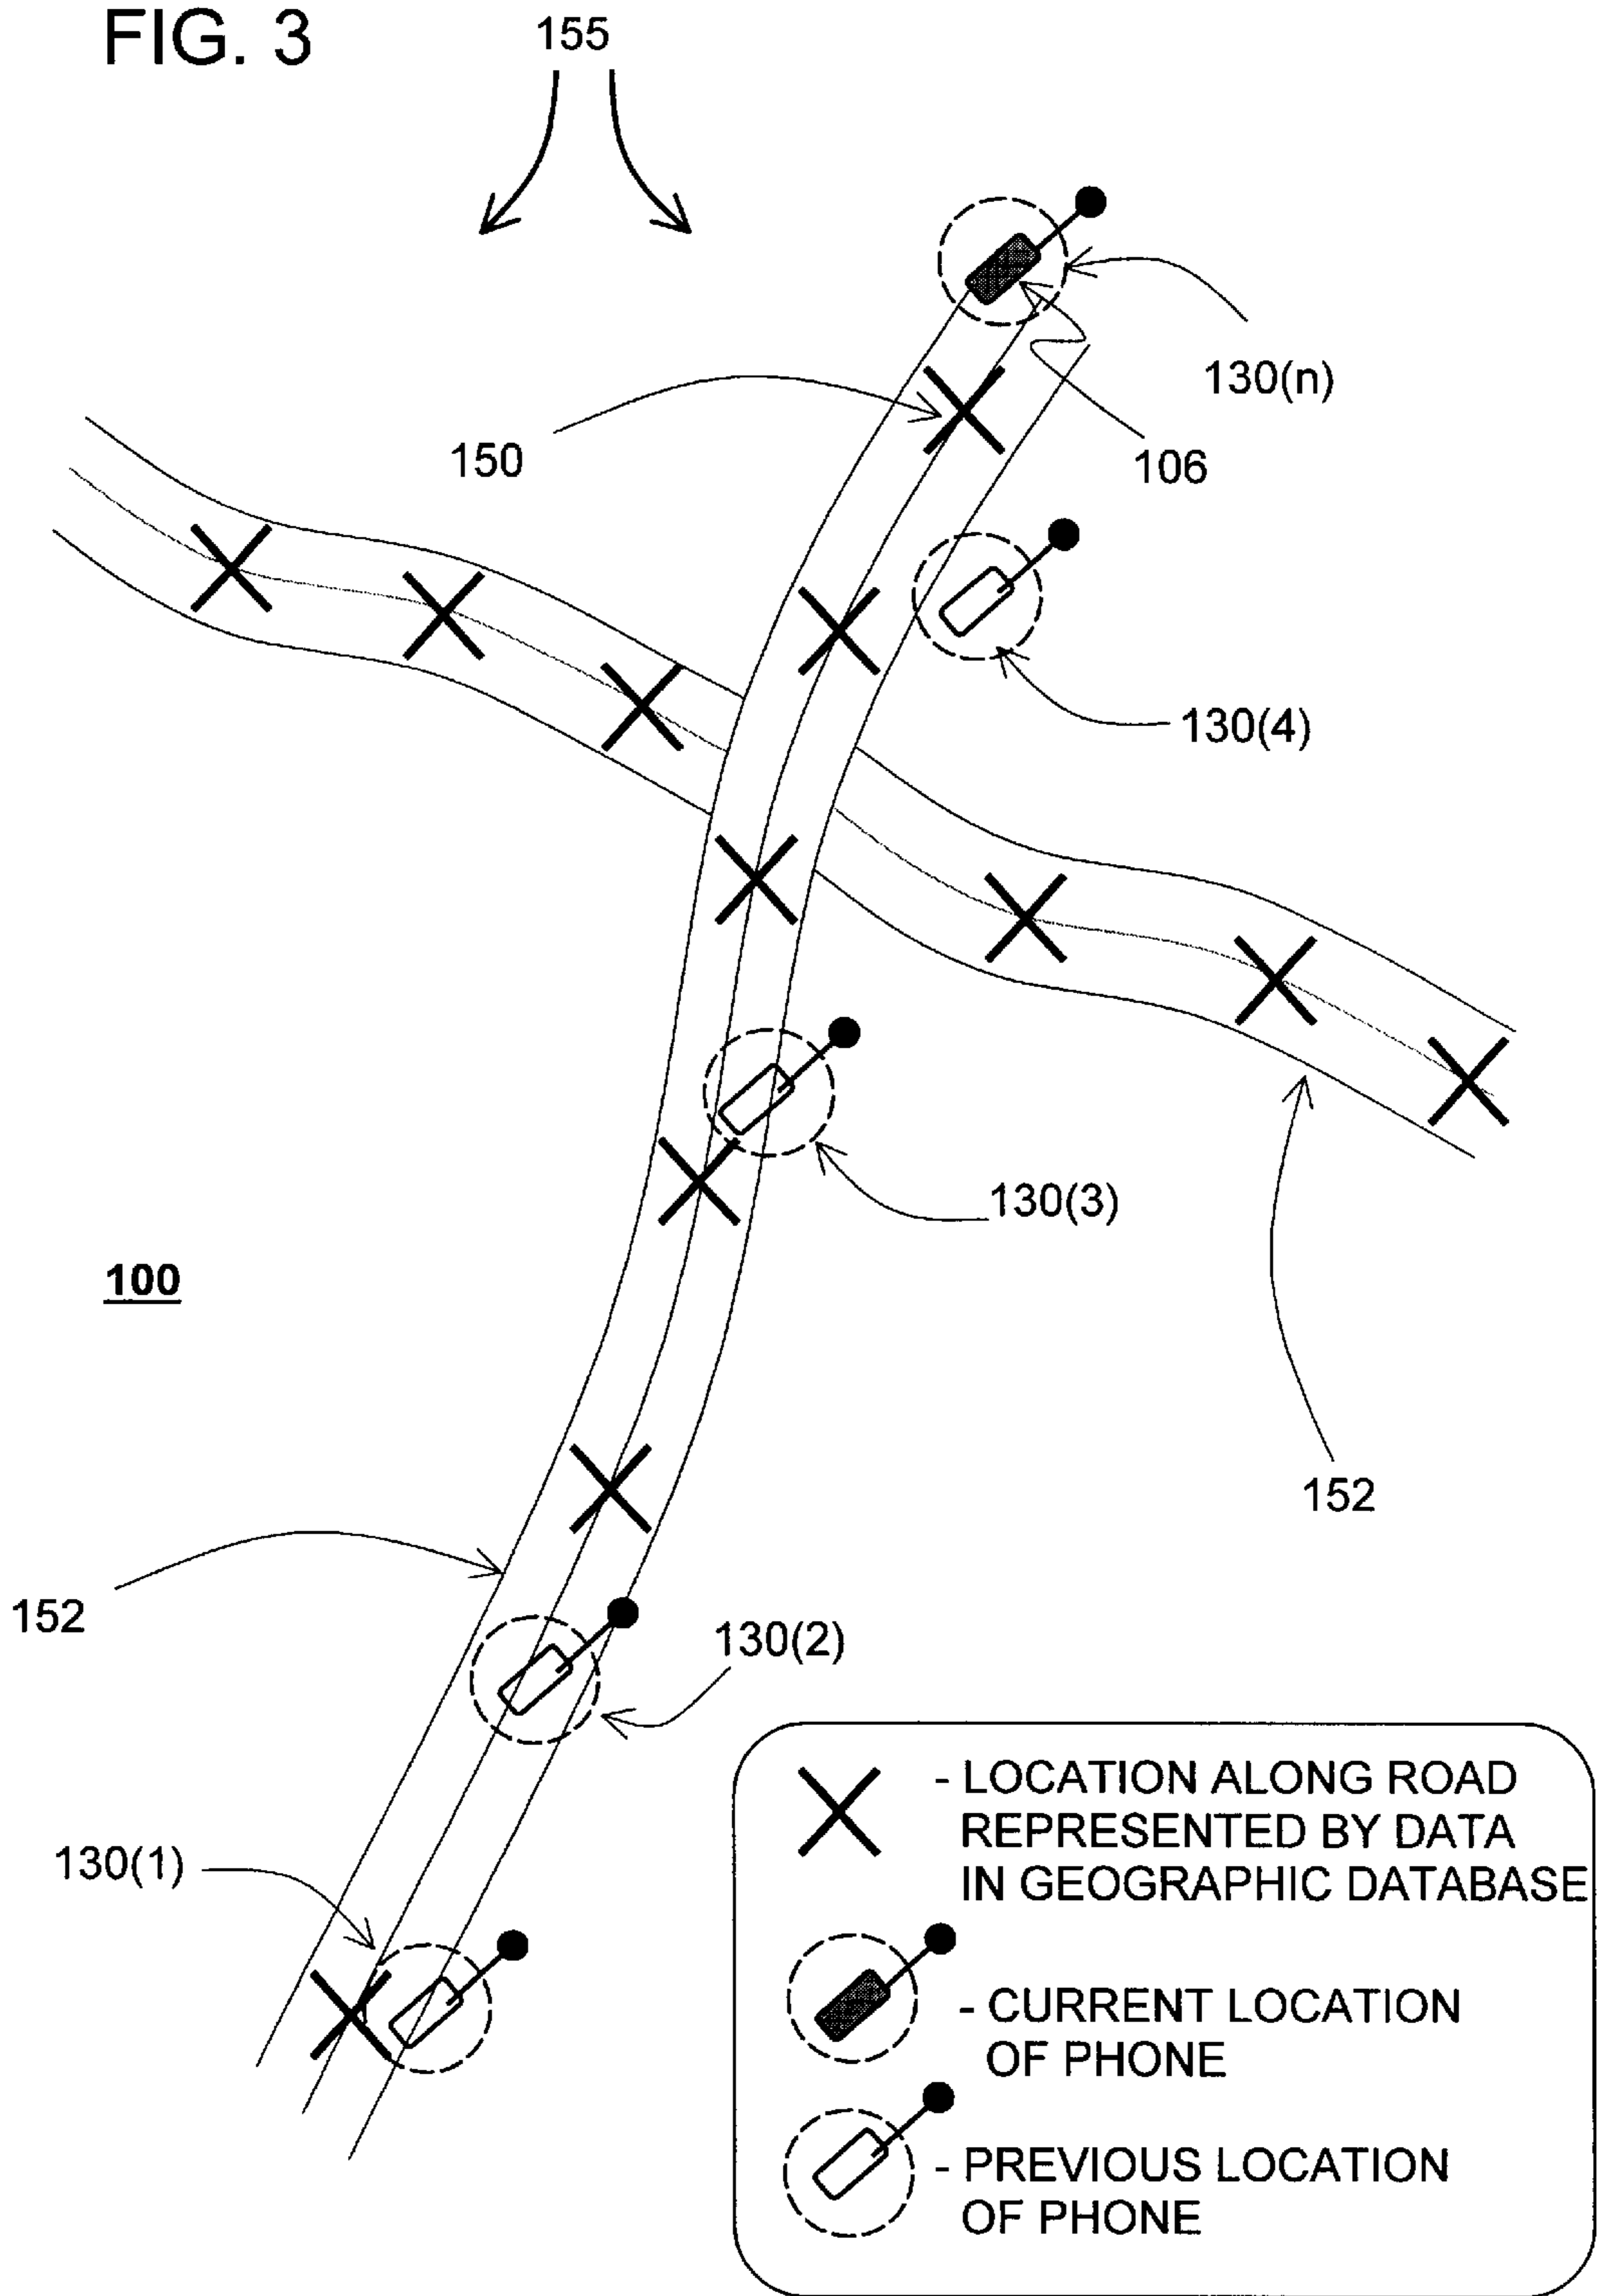 FIG. 3
155
130(n)
150
106
130(4)
130(3)
100
152
152
130(2)
130(1)
- LOCATION ALONG ROAD
REPRESENTED BY DATA
IN GEOGRAPHIC DATABASE
- CURRENT LOCATION
OF PHONE
- PREVIOUS LOCATION
OF PHONE